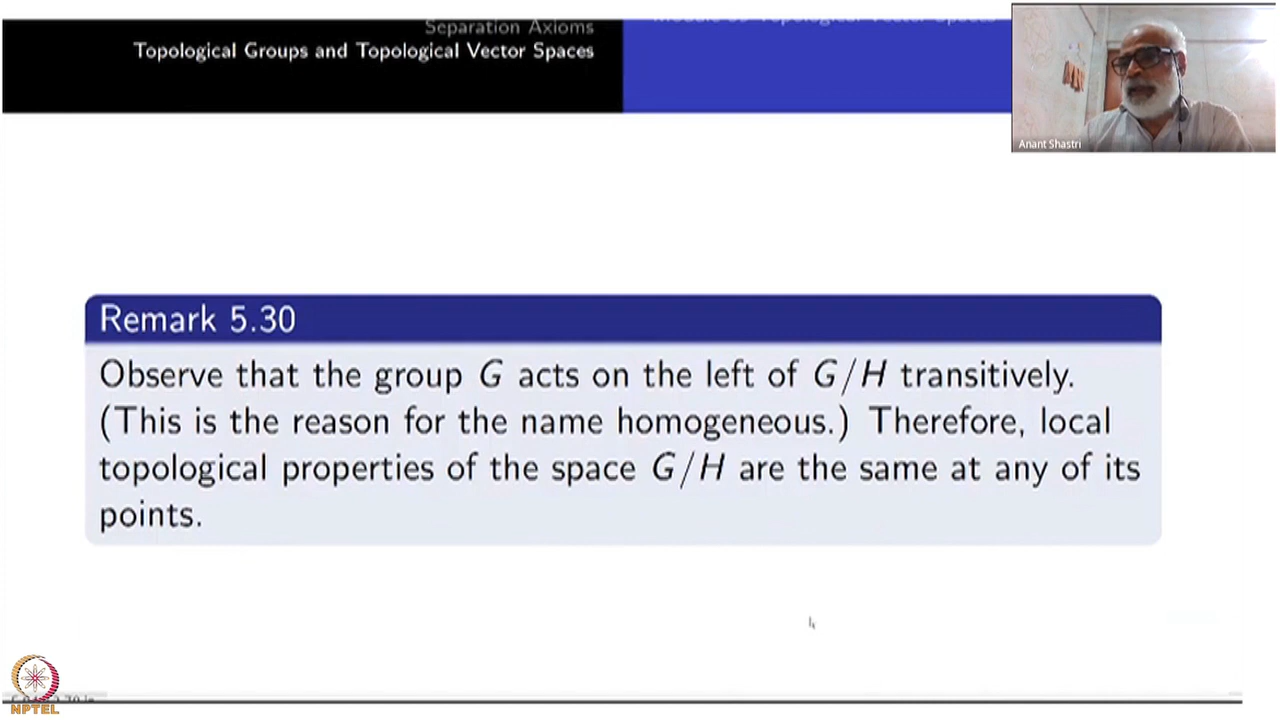 Separation Axioms
Topological Groups and Topological Vector Spaces
Anant Shastri
Remark 5.30
Observe that the group G acts on the left of G/H transitively.
(This is the reason for the name homogeneous.) Therefore, local
topological properties of the space G/H are the same at any of its
points.
NPTEL